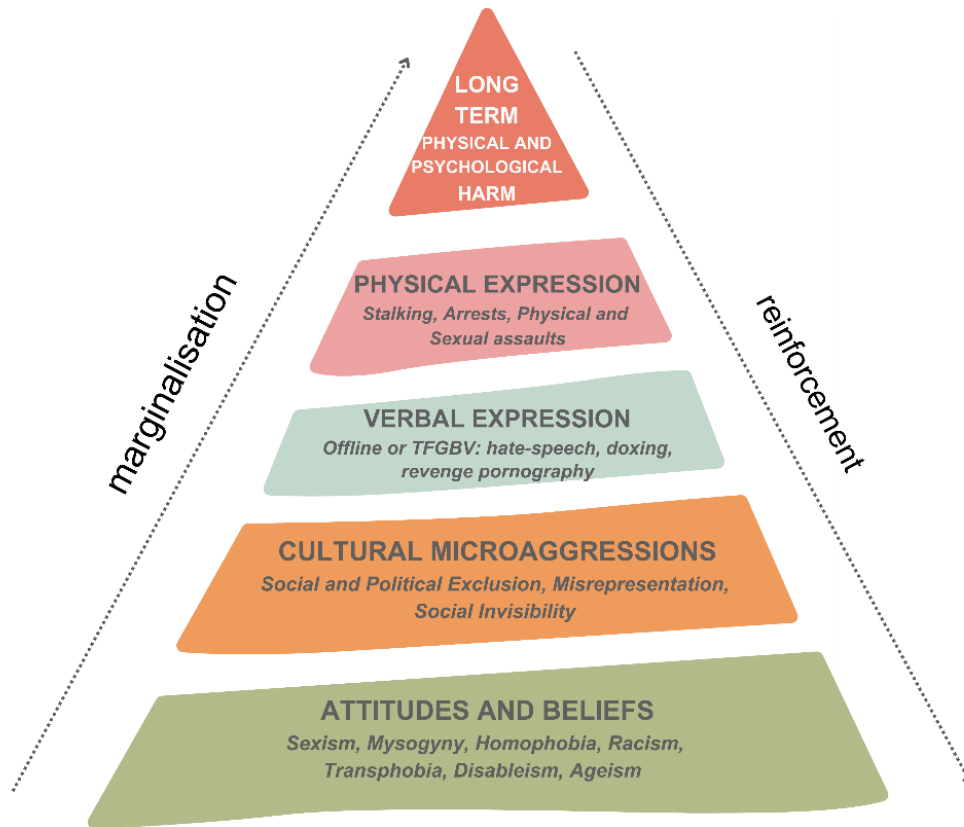 LONG
TERM
PHYSICAL AND
PSYCHOLOGICAL
HARM
PHYSICAL EXPRESSION
Stalking, Arrests, Physical and
Sexual assaults
VERBAL EXPRESSION
Offline or TFGBV: hate-speech, doxing,
revenge pornography
CULTURAL MICROAGGRESSIONS
Social and Political Exclusion, Misrepresentation,
Social Invisibility
ATTITUDES AND BELIEFS
Sexism, Mysogyny, Homophobia, Racism,
Transphobia, Disableism, Ageism
marginalisation
reinforcement